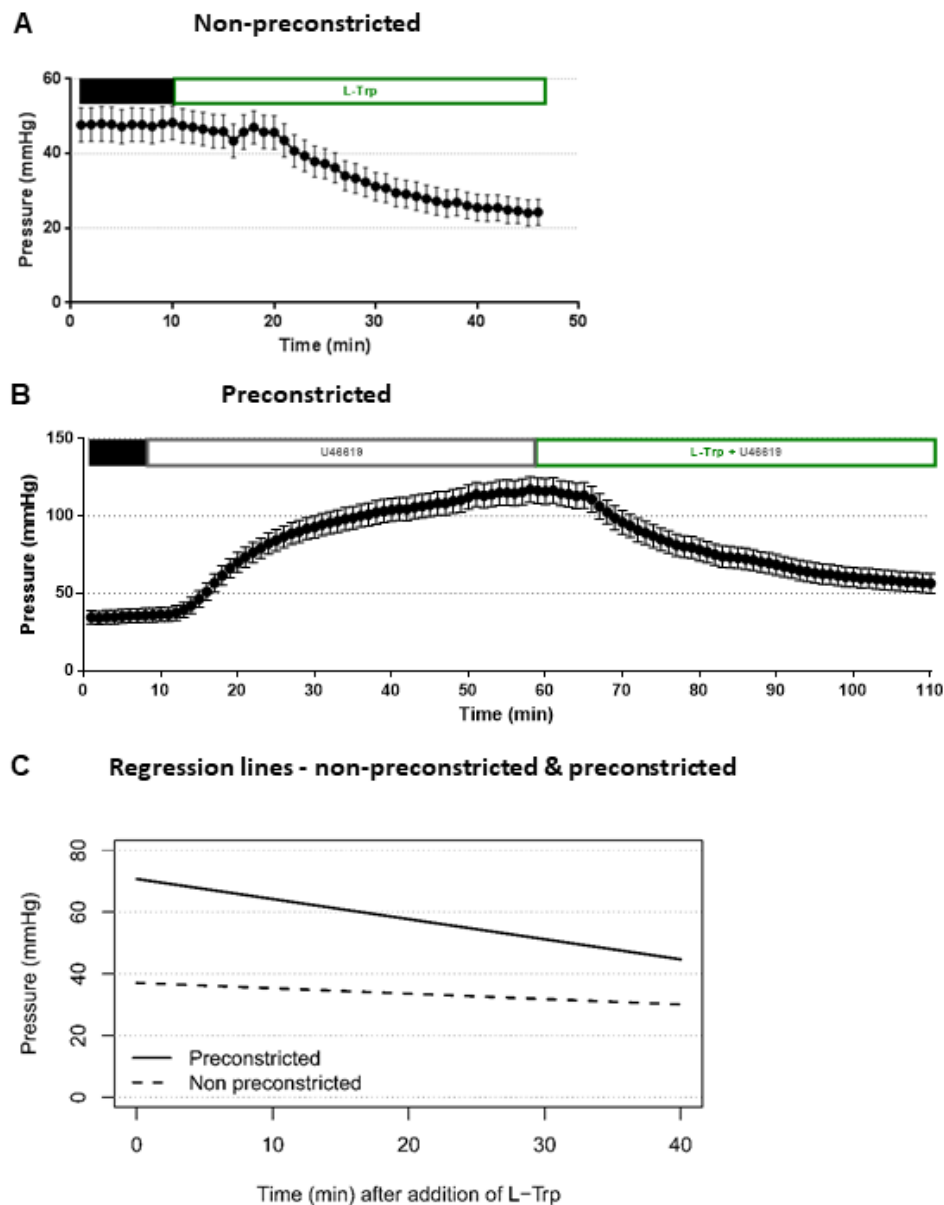 A Non-preconstricted
L-Trp
Pressure (mmHg)
60
40
20
0
0 10 20 30 40 50
Time (min)
B Preconstricted
U46619
L-Trp + U46619
Pressure (mmHg)
150
100
50
0
0 10 20 30 40 50 60 70 80 90 100 110
Time (min)
C Regression lines - non-preconstricted & preconstricted
Pressure (mmHg)
80
60
40
20
0
Preconstricted
Non preconstricted
0 10 20 30 40
Time (min) after addition of L-Trp